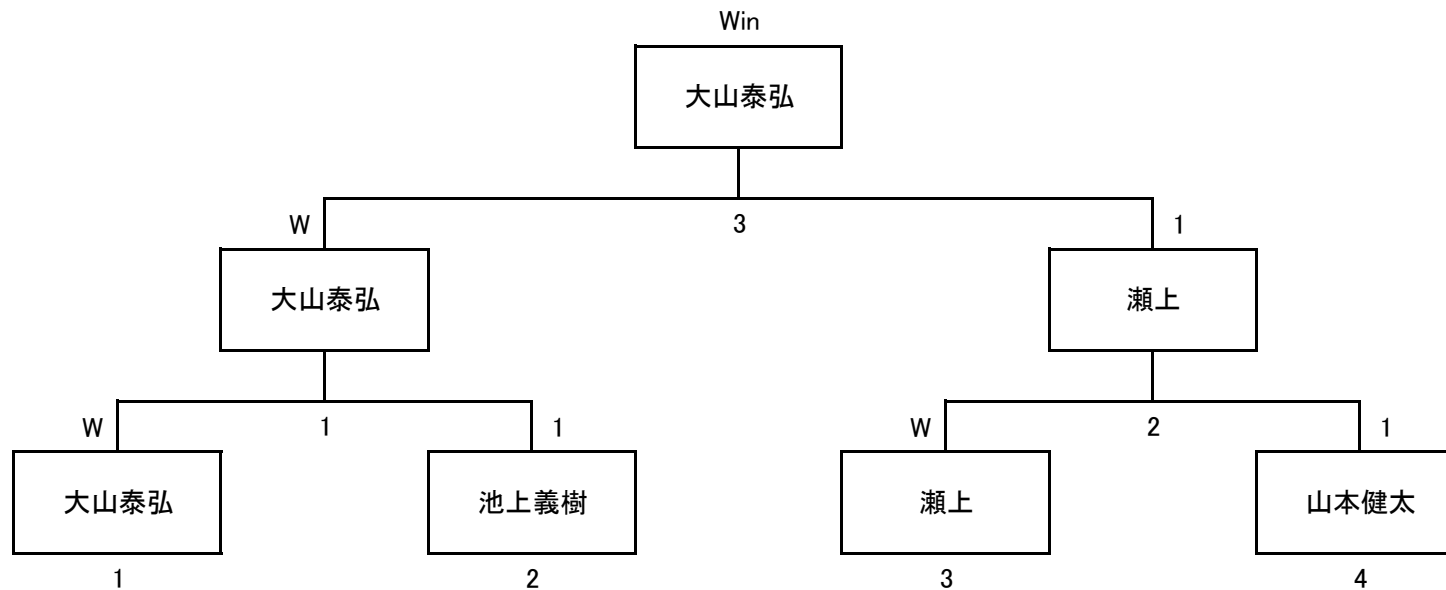 Win
大山泰弘
W 3 1
大山泰弘 瀬上
W 1 1 W 2 1
大山泰弘 池上義樹 瀬上 山本健太
1 2 3 4